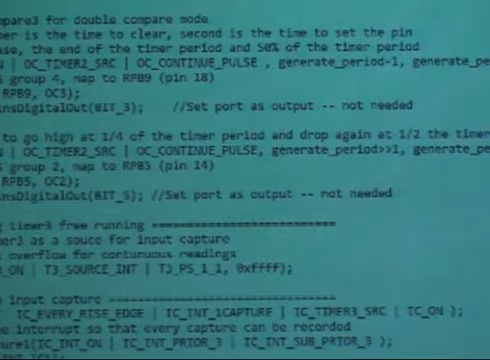 mpare3 for double compare mode
ber is the time to clear, second is the time to set the pin
ase, the end of the timer period and 50% of the timer period
N | OC_TIMER2_SRC | OC_CONTINUE_PULSE , generate_period-1, generate_pe
S group 4, map to RPB9 (pin 18)
RPB9, OC3);
insDigitalOut(BIT_3); //Set port as output -- not needed
to go high at 1/4 of the timer period and drop again at 1/2 the timer
N | OC_TIMER2_SRC | OC_CONTINUE_PULSE, generate_period>>1, generate_pe
S group 2, map to RPB5 (pin 14)
RPB5, OC2);
insDigitalOut(BIT_5); //Set port as output -- not needed
g timer3 free running ==========================
mer3 as a souce for input capture
t overflow for continuous readings
3_ON | T3_SOURCE_INT | T3_PS_1_1, 0xffff);
input capture ================================
IC_EVERY_RISE_EDGE | IC_INT_1CAPTURE | IC_TIMER3_SRC | IC_ON );
e interrupt so that every capture can be recorded
ture1(IC_INT_ON | IC_INT_PRIOR_3 | IC_INT_SUB_PRIOR_3 );